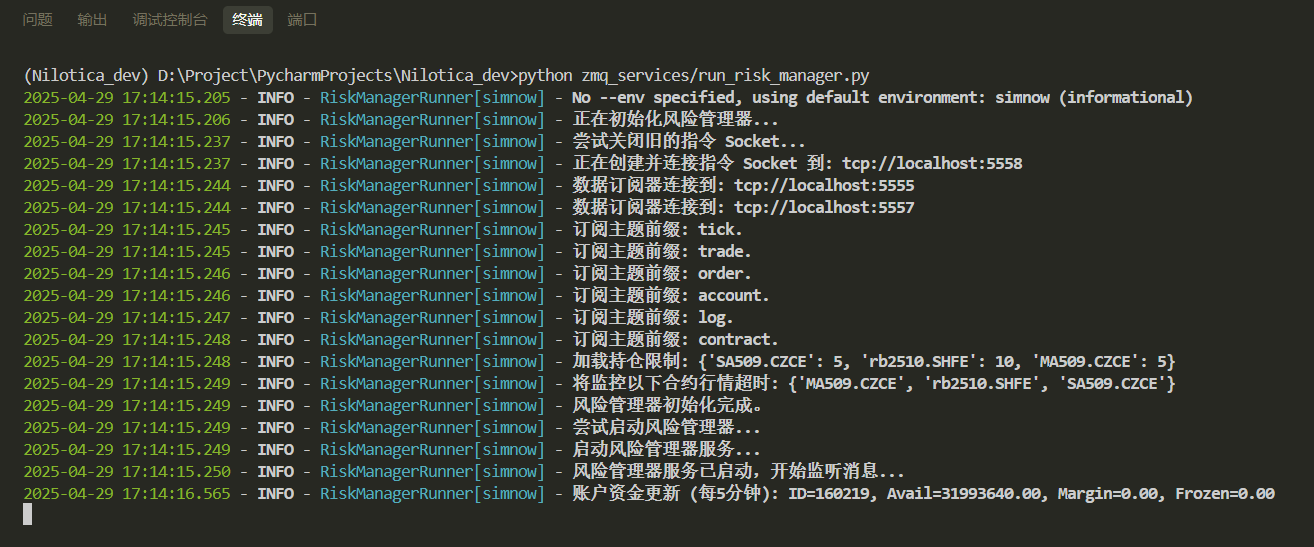 问题 输出 调试控制台 终端 端口
(Nilotica_dev) D:\Project\PycharmProjects\Nilotica_dev>python zmq_services/run_risk_manager.py
2025-04-29 17:14:15.205 - INFO - RiskManagerRunner[simnow] - No --env specified, using default environment: simnow (informational)
2025-04-29 17:14:15.206 - INFO - RiskManagerRunner[simnow] - 正在初始化风险管理器...
2025-04-29 17:14:15.237 - INFO - RiskManagerRunner[simnow] - 尝试关闭旧的指令 Socket...
2025-04-29 17:14:15.237 - INFO - RiskManagerRunner[simnow] - 正在创建并连接指令 Socket 到: tcp://localhost:5558
2025-04-29 17:14:15.244 - INFO - RiskManagerRunner[simnow] - 数据订阅器连接到: tcp://localhost:5555
2025-04-29 17:14:15.244 - INFO - RiskManagerRunner[simnow] - 数据订阅器连接到: tcp://localhost:5557
2025-04-29 17:14:15.245 - INFO - RiskManagerRunner[simnow] - 订阅主题前缀: tick.
2025-04-29 17:14:15.245 - INFO - RiskManagerRunner[simnow] - 订阅主题前缀: trade.
2025-04-29 17:14:15.246 - INFO - RiskManagerRunner[simnow] - 订阅主题前缀: order.
2025-04-29 17:14:15.246 - INFO - RiskManagerRunner[simnow] - 订阅主题前缀: account.
2025-04-29 17:14:15.247 - INFO - RiskManagerRunner[simnow] - 订阅主题前缀: log.
2025-04-29 17:14:15.248 - INFO - RiskManagerRunner[simnow] - 订阅主题前缀: contract.
2025-04-29 17:14:15.248 - INFO - RiskManagerRunner[simnow] - 加载持仓限制: {'SA509.CZCE': 5, 'rb2510.SHFE': 10, 'MA509.CZCE': 5}
2025-04-29 17:14:15.249 - INFO - RiskManagerRunner[simnow] - 将监控以下合约行情超时: {'MA509.CZCE', 'rb2510.SHFE', 'SA509.CZCE'}
2025-04-29 17:14:15.249 - INFO - RiskManagerRunner[simnow] - 风险管理器初始化完成。
2025-04-29 17:14:15.249 - INFO - RiskManagerRunner[simnow] - 尝试启动风险管理器...
2025-04-29 17:14:15.249 - INFO - RiskManagerRunner[simnow] - 启动风险管理器服务...
2025-04-29 17:14:15.250 - INFO - RiskManagerRunner[simnow] - 风险管理器服务已启动，开始监听消息...
2025-04-29 17:14:16.565 - INFO - RiskManagerRunner[simnow] - 账户资金更新 (每5分钟): ID=160219, Avail=31993640.00, Margin=0.00, Frozen=0.00